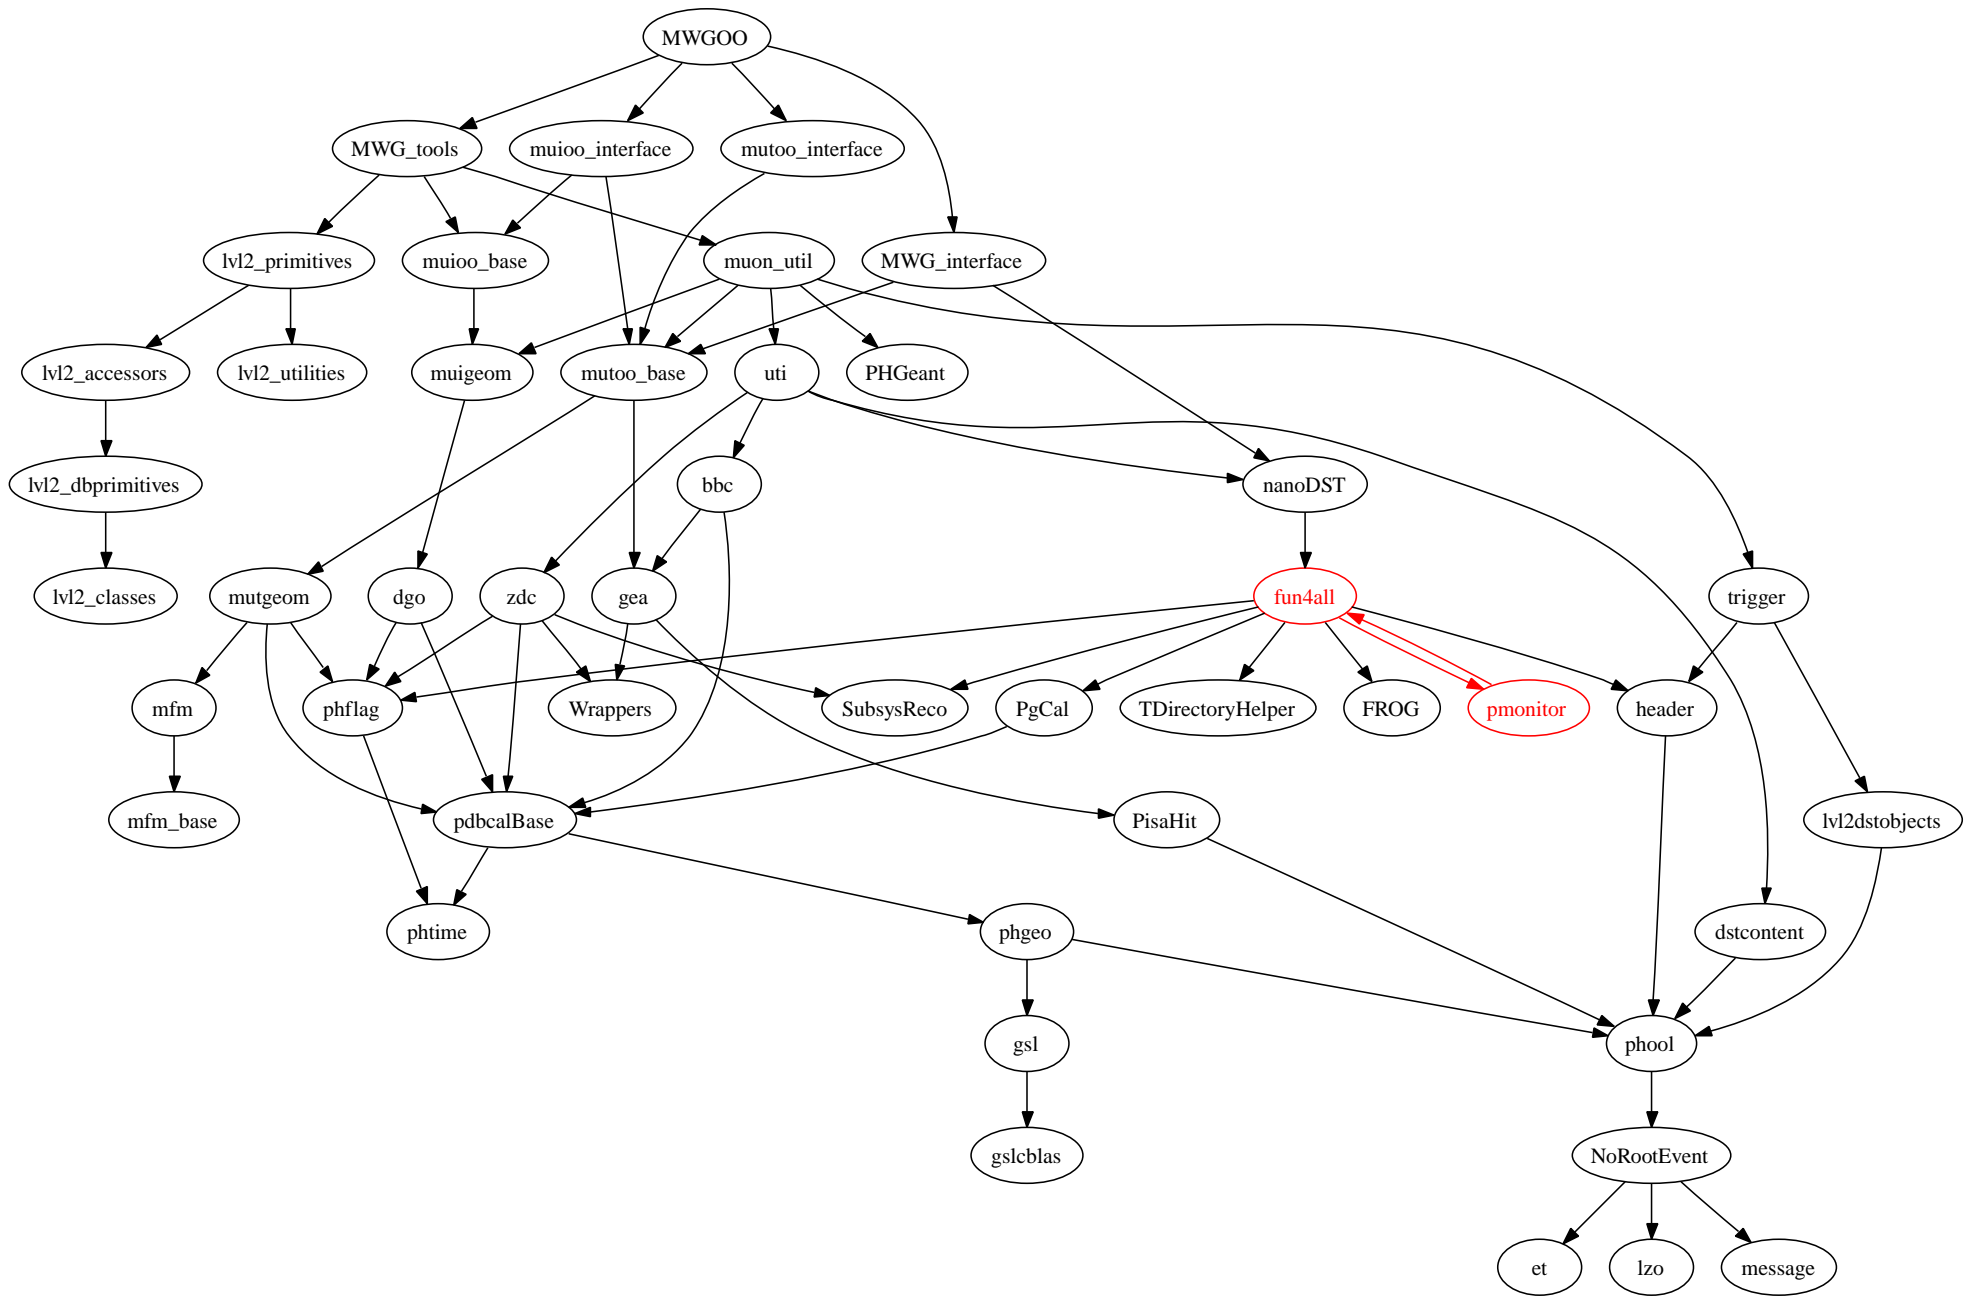 MWGOO
MWG_tools
muioo_interface
mutoo_interface
lvl2_primitives
muioo_base
muon_util
MWG_interface
lvl2_accessors
lvl2_utilities
muigeom
mutoo_base
uti
PHGeant
lvl2_dbprimitives
bbc
nanoDST
lvl2_classes
mutgeom
dgo
zdc
gea
fun4all
trigger
mfm
phflag
Wrappers
SubsysReco
PgCal
TDirectoryHelper
FROG
pmonitor
header
mfm_base
pdbcalBase
PisaHit
lvl2dstobjects
phtime
phgeo
dstcontent
gsl
phool
gslcblas
NoRootEvent
et
lzo
message